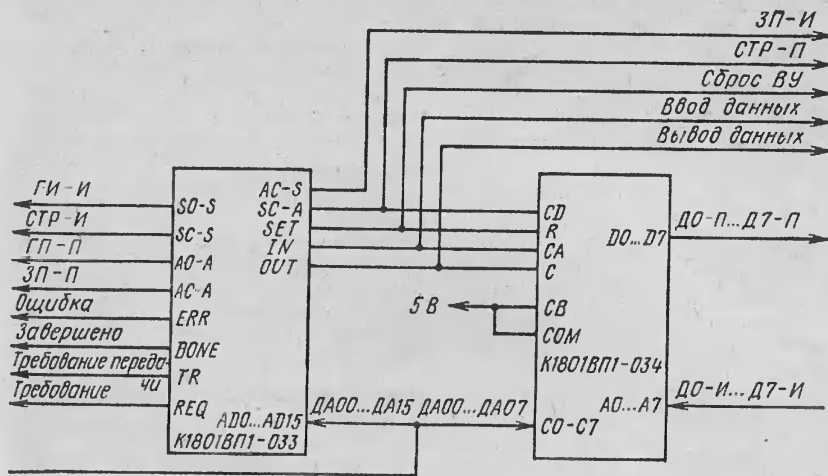 ЗП-И
СТР-П
Сброс ВУ
Ввод данных
Вывод данных
ГИ-И
СТР-И
ГП-П
ЗП-П
Ошибка
Завершено
Требование переда-
чи
Требование
SO-S
SC-S
AO-A
AC-A
ERR
DONE
TR
REQ
AC-S
SC-A
SET
IN
OUT
AD0...AD15
К1801ВП1-033
5В
ДА00...ДА15
ДА00...ДА07
CD
R
CA
C
CB
COM
D0...D7
К1801ВП1-034
A0...A7
C0-C7
Д0-П...Д7-П
Д0-И...Д7-И